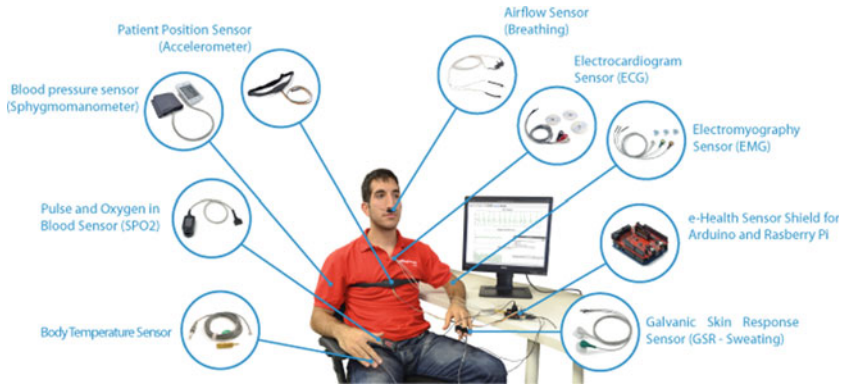 Airflow Sensor
(Breathing)
Patient Position Sensor
(Accelerometer)
Electrocardiogram
Sensor (ECG)
Blood pressure sensor
(Sphygmomanometer)
Electromyography
Sensor (EMG)
Pulse and Oxygen in
Blood Sensor (SPO2)
e-Health Sensor Shield for
Arduino and Rasberry Pi
Body Temperature Sensor
Galvanic Skin Response
Sensor (GSR - Sweating)